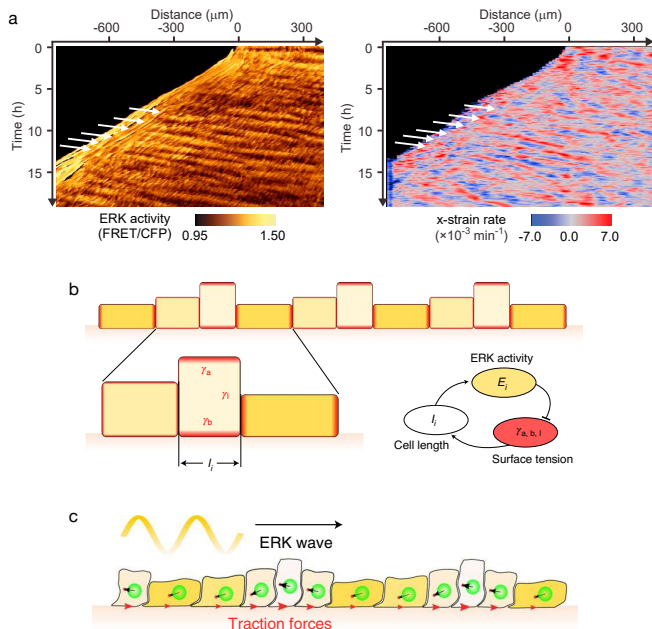 a
Distance (μm)
-600 -300 0 300
Time (h)
0
5
10
15
ERK activity
(FRET/CFP)
0.95 1.50
Distance (μm)
-600 -300 0 300
Time (h)
0
5
10
15
x-strain rate
(×10⁻³ min⁻¹)
-7.0 0.0 7.0
b
γa
γl
γb
li
ERK activity
Ei
li
γa, b, l
Cell length
Surface tension
c
ERK wave
Traction forces